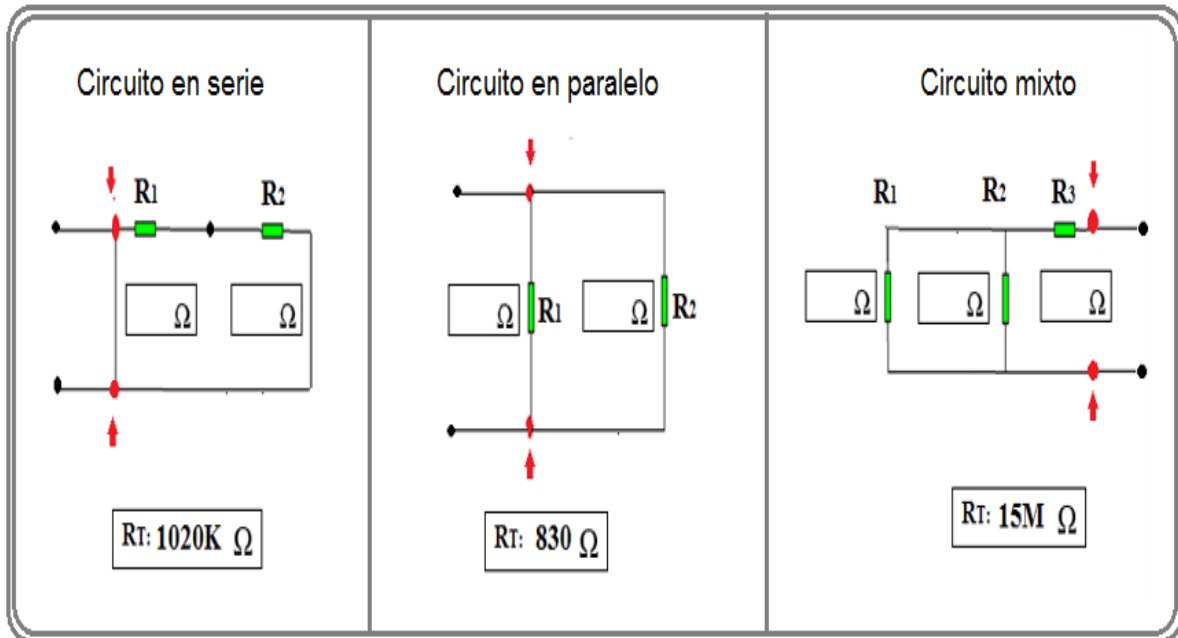 Circuito en serie
R1
R2
Ω
Ω
RT: 1020K Ω
Circuito en paralelo
Ω
R1
Ω
R2
RT: 830 Ω
Circuito mixto
R1
R2
R3
Ω
Ω
Ω
RT: 15M Ω